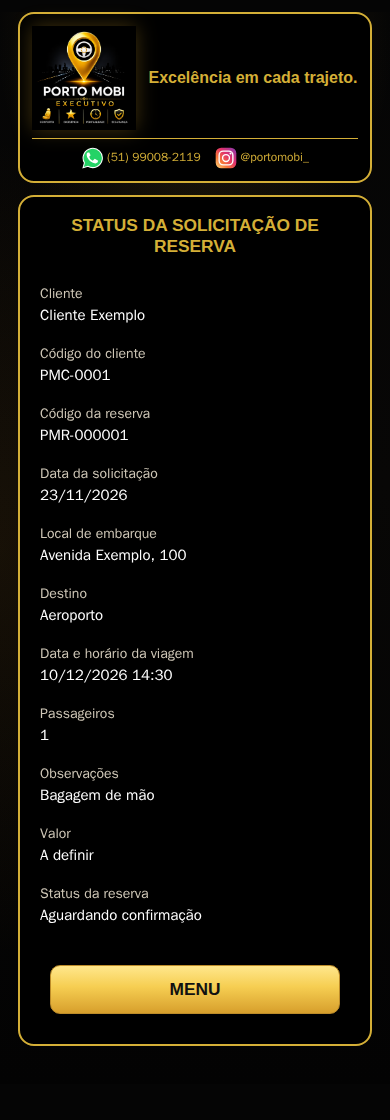 PORTO MOBI
EXECUTIVO
Excelência em cada trajeto.
(51) 99008-2119 @portomobi_
STATUS DA SOLICITAÇÃO DE
RESERVA
Cliente
Cliente Exemplo
Código do cliente
PMC-0001
Código da reserva
PMR-000001
Data da solicitação
23/11/2026
Local de embarque
Avenida Exemplo, 100
Destino
Aeroporto
Data e horário da viagem
10/12/2026 14:30
Passageiros
1
Observações
Bagagem de mão
Valor
A definir
Status da reserva
Aguardando confirmação
MENU